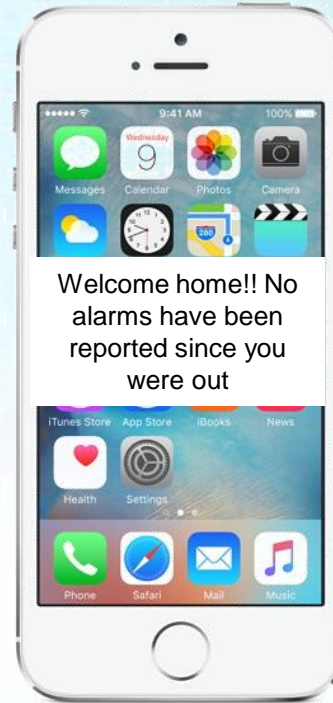 9:41 AM
100%
Wednesday
9
Messages
Calendar
Photos
Camera
280
Welcome home!! No
alarms have been
reported since you
were out
iTunes Store
App Store
iBooks
News
Health
Settings
Phone
Safari
Mail
Music